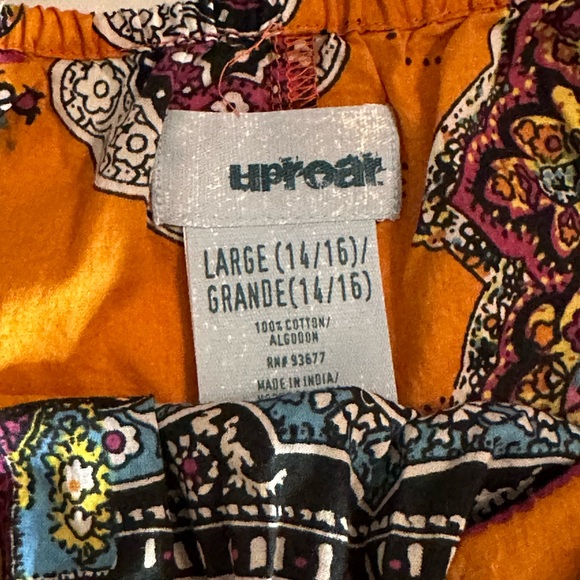 uproar
LARGE (14/16)/
GRANDE(14/16)
100% COTTON/
ALGODON
RN# 93677
MADE IN INDIA/